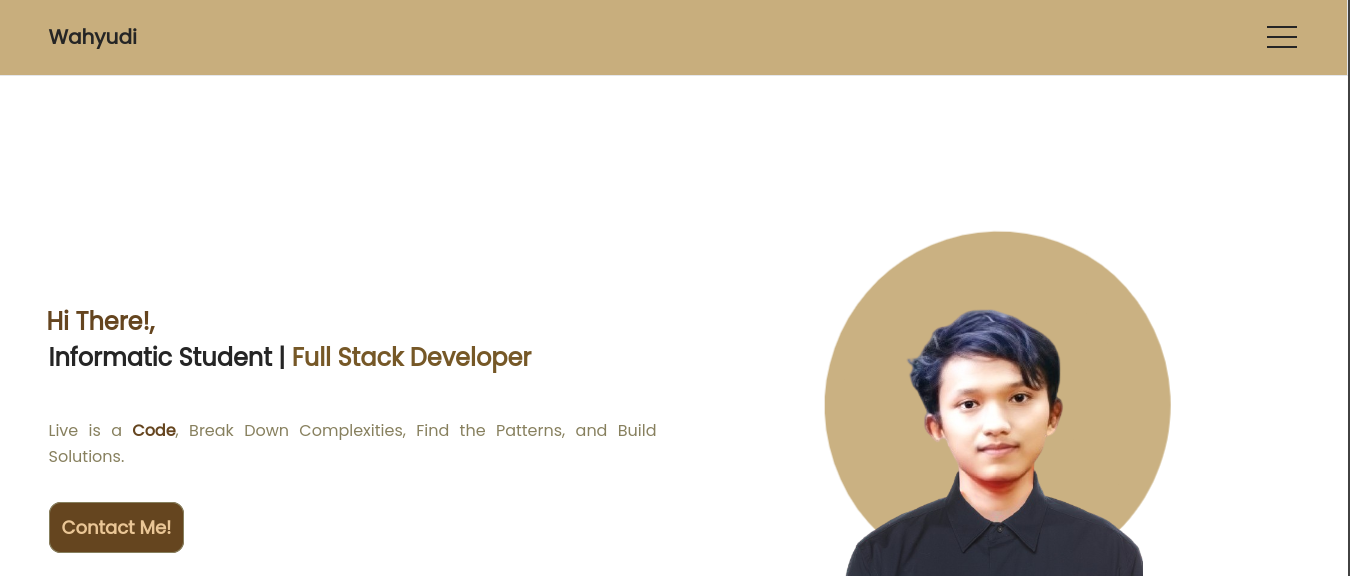 Wahyudi
Hi There!,
Informatic Student | Full Stack Developer
Live is a Code, Break Down Complexities, Find the Patterns, and Build
Solutions.
Contact Me!